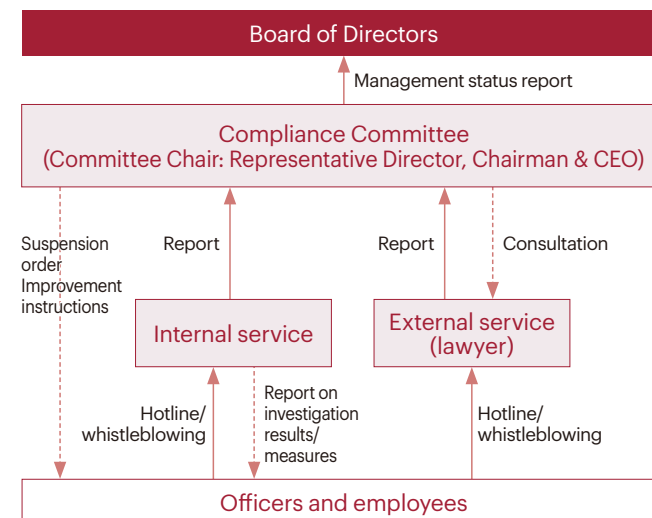 Board of Directors
Management status report
Compliance Committee
(Committee Chair: Representative Director, Chairman & CEO)
Suspension
order
Improvement
instructions
Report
Report
Consultation
Internal service
External service
(lawyer)
Hotline/
whistleblowing
Report on
investigation
results/
measures
Hotline/
whistleblowing
Officers and employees